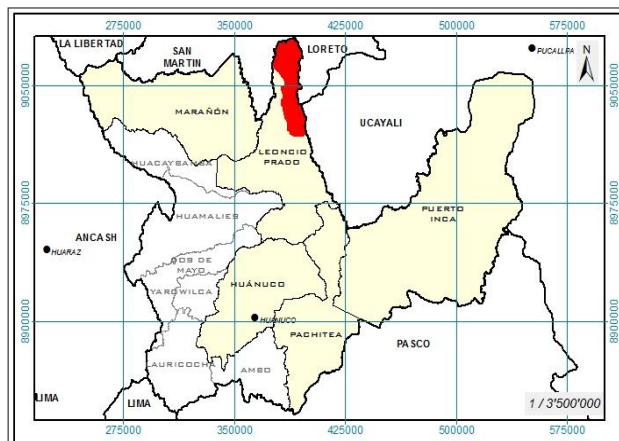 275000 350000 425000 500000 575000
LA LIBERTAD
SAN
MARTIN
LORETO
PUCALLPA
N
9050000
9050000
MARAÑÓN
UCAYALI
LEONCIO
PRADO
HUACAYBAMBA
8975000
8975000
HUAMALIES
PUERTO
INCA
ANCASH
HUARAZ
DOS DE
MAYO
YAROWILCA
HUÁNUCO
HUANUCO
8900000
8900000
PACHITEA
PASCO
LAURICOCHA
AMBO
LIMA
LIMA
1 / 3'500'000
275000 350000 425000 500000 575000